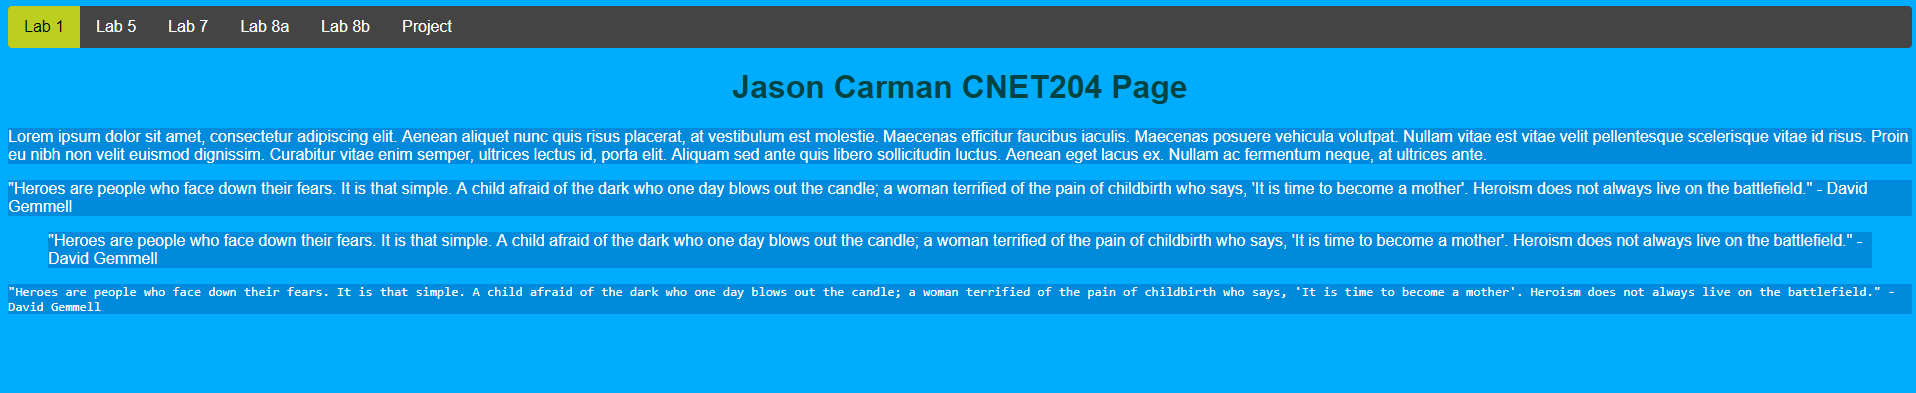 Lab 1 Lab 5 Lab 7 Lab 8a Lab 8b Project
Jason Carman CNET204 Page
Lorem ipsum dolor sit amet, consectetur adipiscing elit. Aenean aliquet nunc quis risus placerat, at vestibulum est molestie. Maecenas efficitur faucibus iaculis. Maecenas posuere vehicula volutpat. Nullam vitae est vitae velit pellentesque scelerisque vitae id risus. Proin
eu nibh non velit euismod dignissim. Curabitur vitae enim semper, ultrices lectus id, porta elit. Aliquam sed ante quis libero sollicitudin luctus. Aenean eget lacus ex. Nullam ac fermentum neque, at ultrices ante.
"Heroes are people who face down their fears. It is that simple. A child afraid of the dark who one day blows out the candle; a woman terrified of the pain of childbirth who says, 'It is time to become a mother'. Heroism does not always live on the battlefield." - David
Gemmell
"Heroes are people who face down their fears. It is that simple. A child afraid of the dark who one day blows out the candle; a woman terrified of the pain of childbirth who says, 'It is time to become a mother'. Heroism does not always live on the battlefield." -
David Gemmell
"Heroes are people who face down their fears. It is that simple. A child afraid of the dark who one day blows out the candle; a woman terrified of the pain of childbirth who says, 'It is time to become a mother'. Heroism does not always live on the battlefield." -
David Gemmell